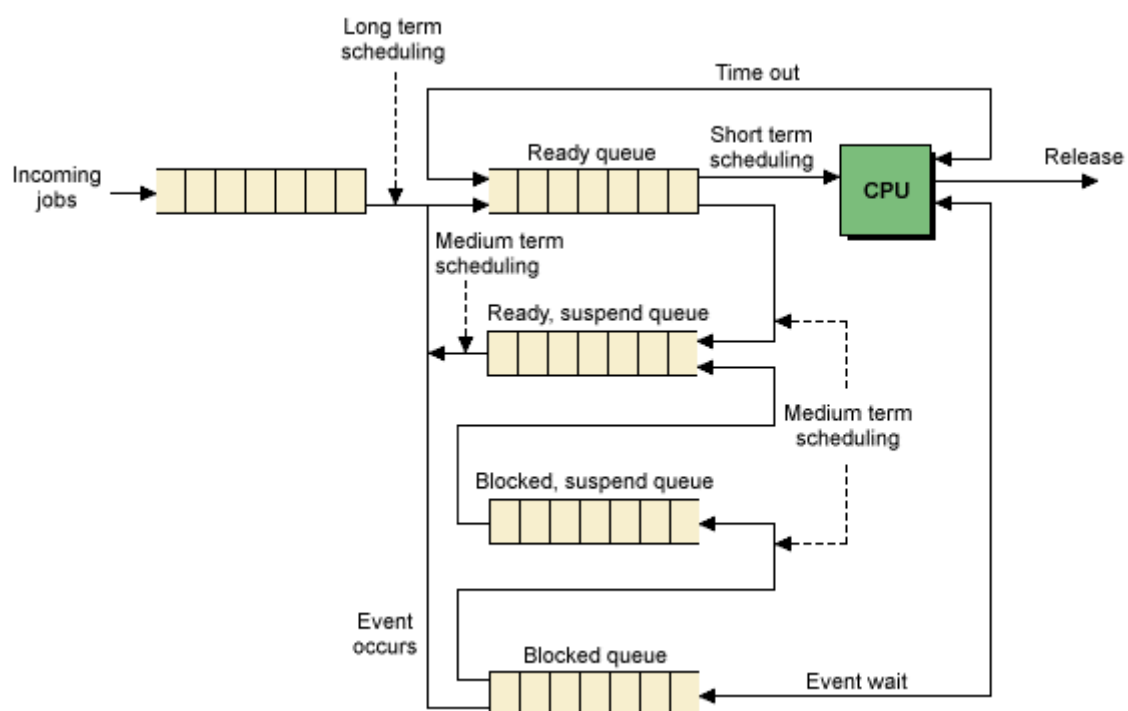 Long term
scheduling
Time out
Ready queue
Short term
scheduling
Release
Incoming
jobs
CPU
Medium term
scheduling
Ready, suspend queue
Medium term
scheduling
Blocked, suspend queue
Event
occurs
Blocked queue
Event wait